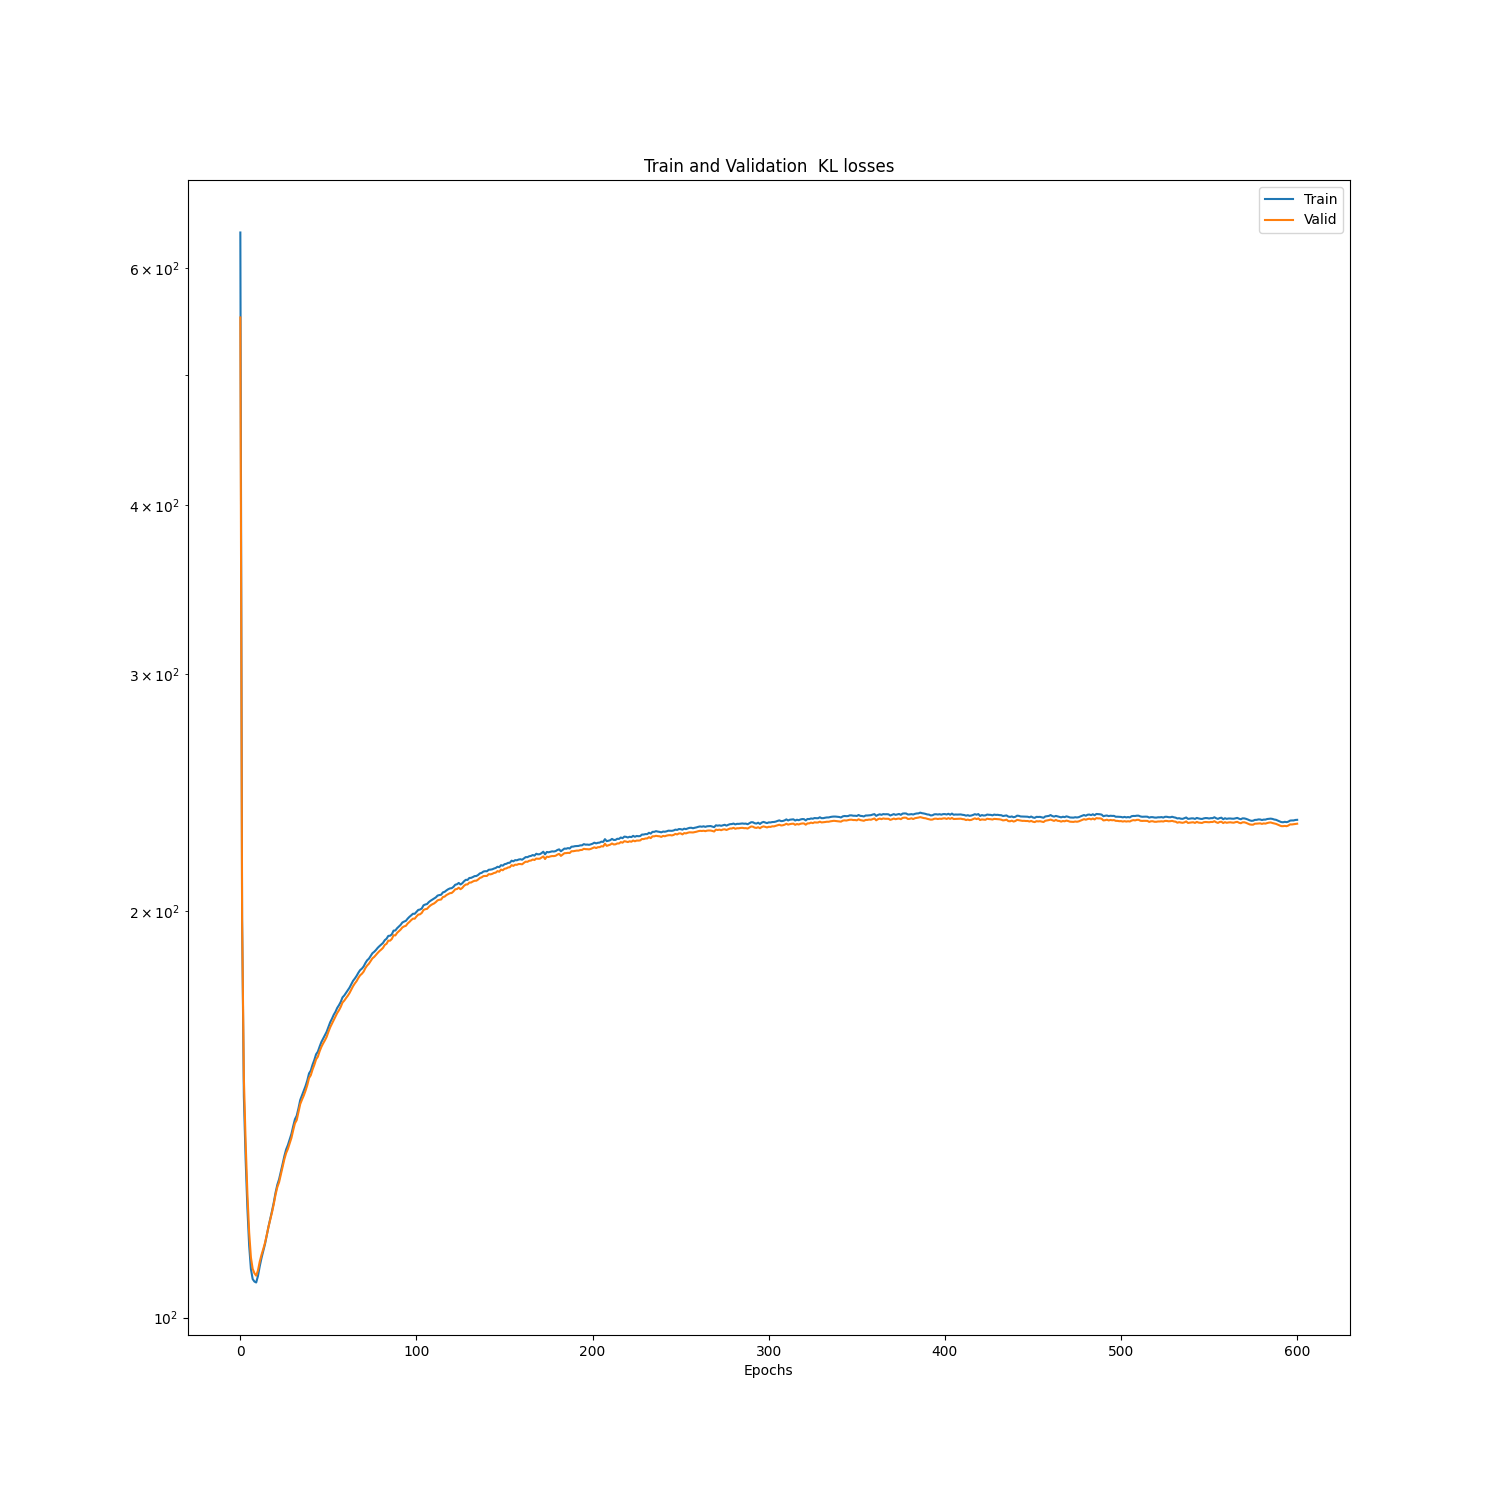 Train and Validation  KL losses
Train
Valid
6 × 10²
4 × 10²
3 × 10²
2 × 10²
10²
0 100 200 300 400 500 600
Epochs